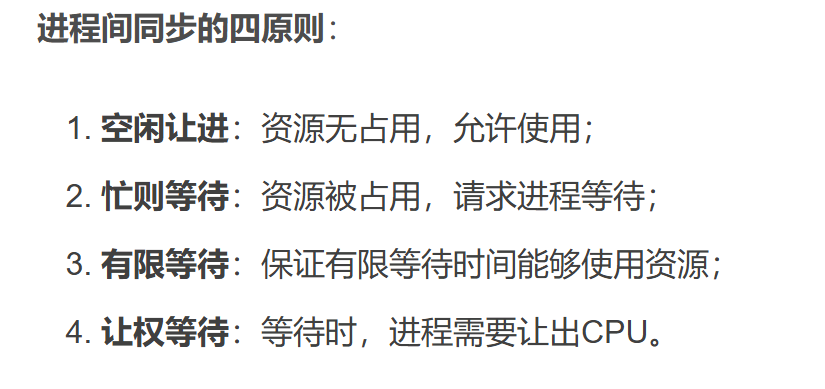 进程间同步的四原则：
1. 空闲让进：资源无占用，允许使用；
2. 忙则等待：资源被占用，请求进程等待；
3. 有限等待：保证有限等待时间能够使用资源；
4. 让权等待：等待时，进程需要让出CPU。